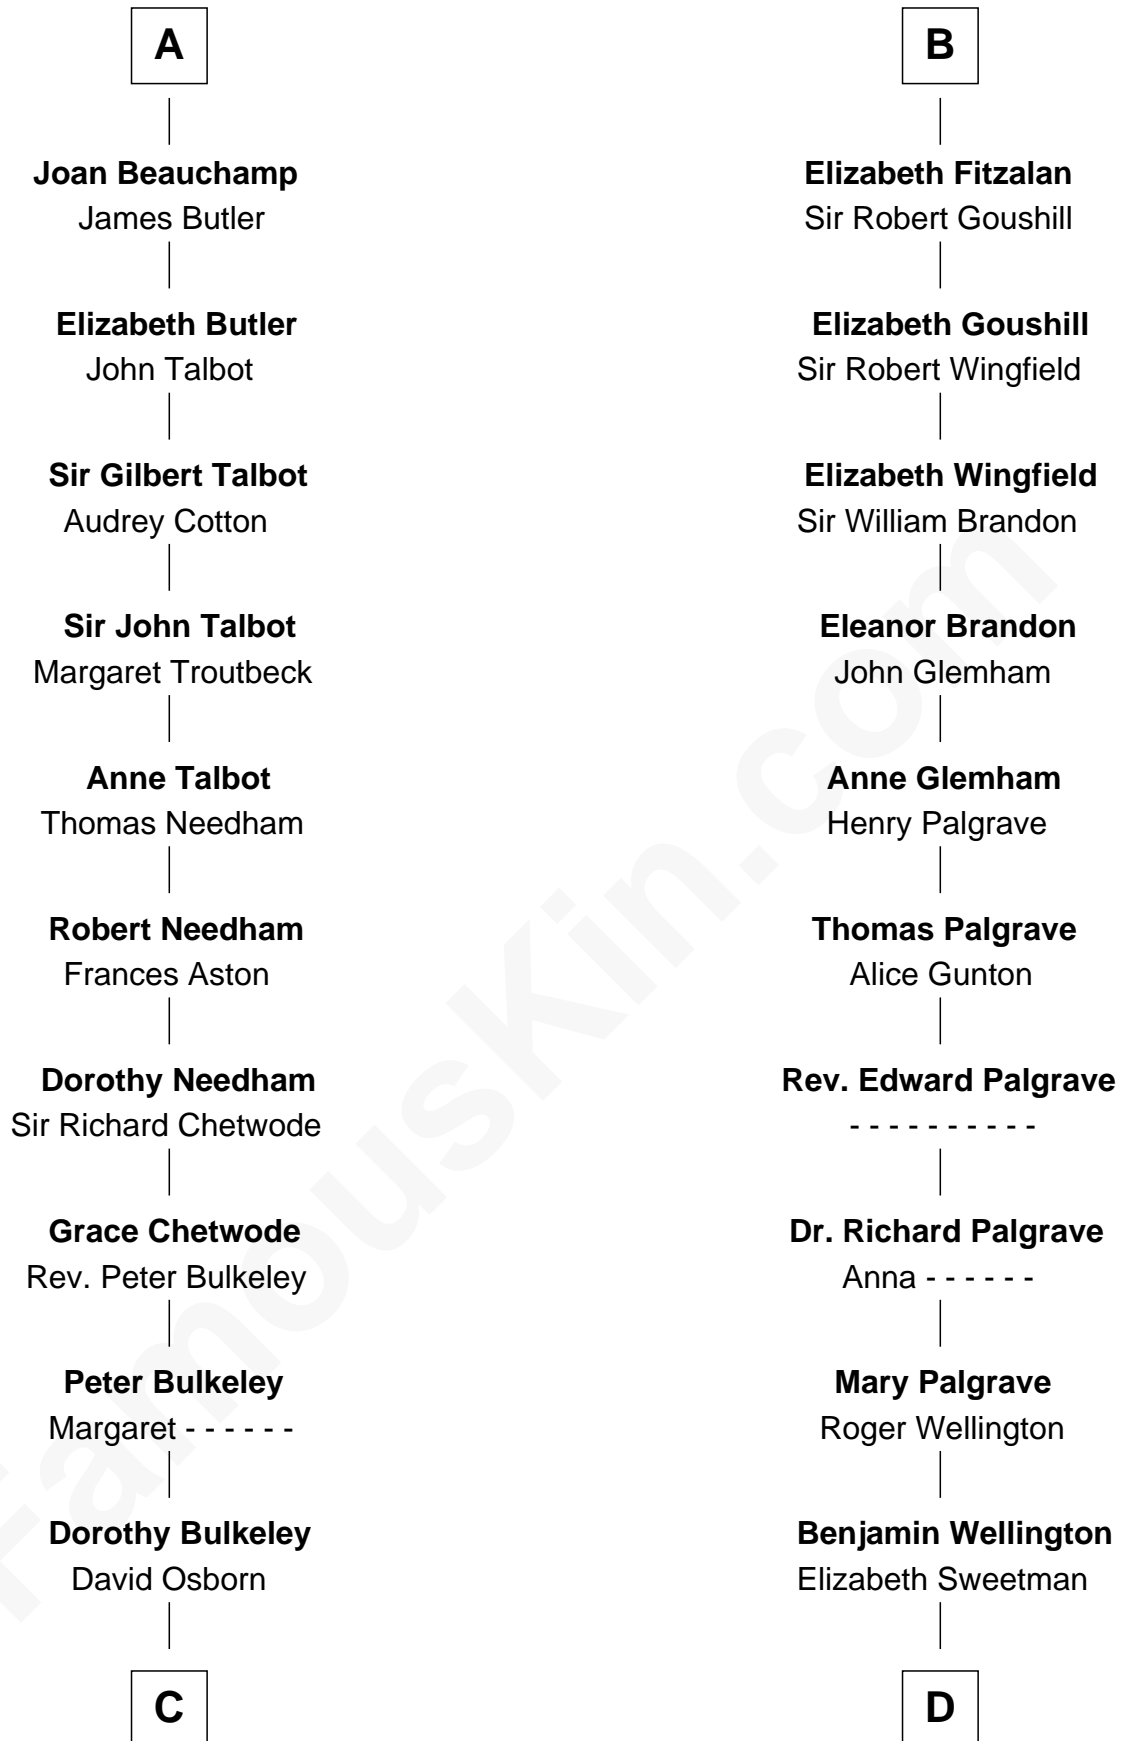 A
Joan Beauchamp
James Butler
Elizabeth Butler
John Talbot
Sir Gilbert Talbot
Audrey Cotton
Sir John Talbot
Margaret Troutbeck
Anne Talbot
Thomas Needham
Robert Needham
Frances Aston
Dorothy Needham
Sir Richard Chetwode
Grace Chetwode
Rev. Peter Bulkeley
Peter Bulkeley
Margaret - - - - - -
Dorothy Bulkeley
David Osborn
C
B
Elizabeth Fitzalan
Sir Robert Goushill
Elizabeth Goushill
Sir Robert Wingfield
Elizabeth Wingfield
Sir William Brandon
Eleanor Brandon
John Glemham
Anne Glemham
Henry Palgrave
Thomas Palgrave
Alice Gunton
Rev. Edward Palgrave
- - - - - - - - - -
Dr. Richard Palgrave
Anna - - - - - -
Mary Palgrave
Roger Wellington
Benjamin Wellington
Elizabeth Sweetman
D
FamousKin.com